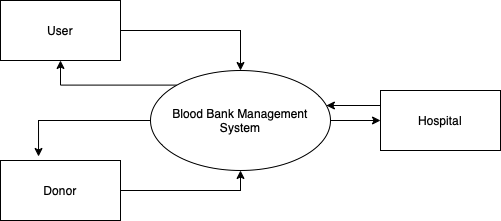 User
Blood Bank Management
System
Hospital
Donor